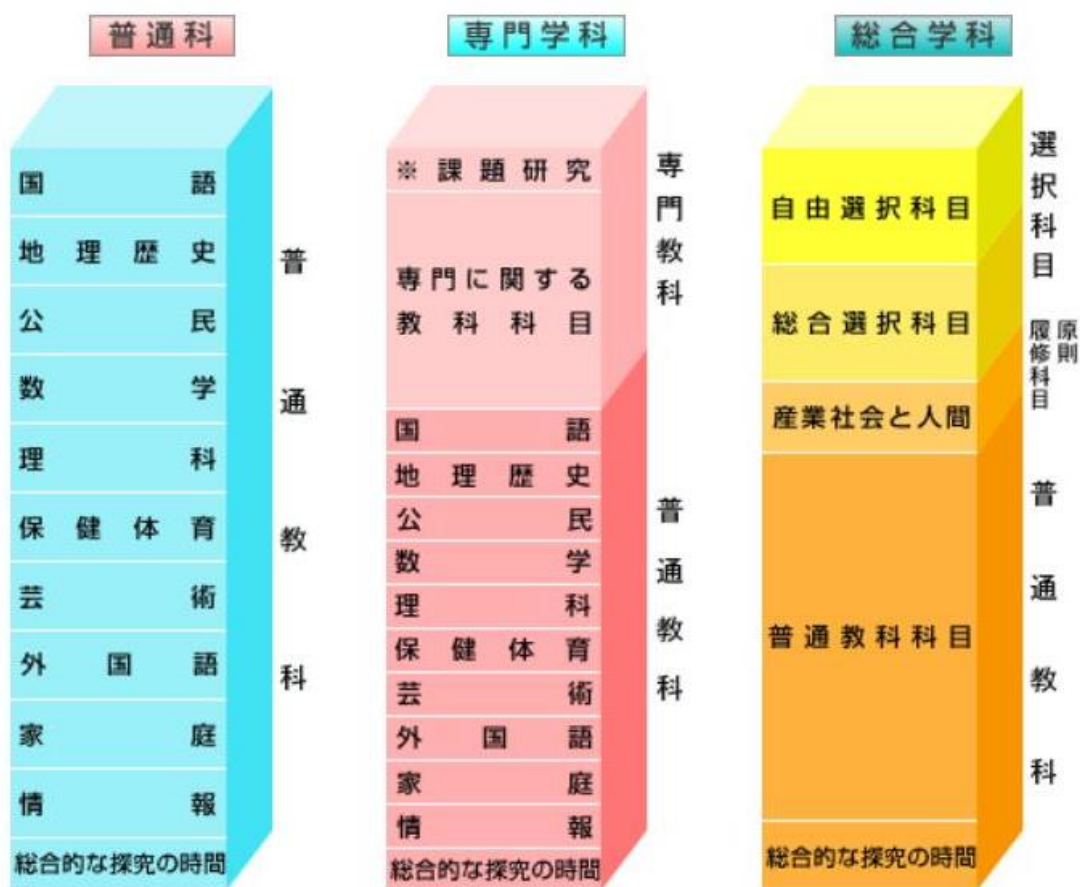 普通科
国語
地理歴史
公民
数学
理科
保健体育
芸術
外国語
家庭
情報
総合的な探究の時間
普通教科
専門学科
※課題研究
専門に関する
教科科目
国語
地理歴史
公民
数学
理科
保健体育
芸術
外国語
家庭
情報
総合的な探究の時間
専門教科
普通教科
総合学科
自由選択科目
総合選択科目
産業社会と人間
普通教科科目
総合的な探究の時間
選択科目
原則
履修科目
普通教科